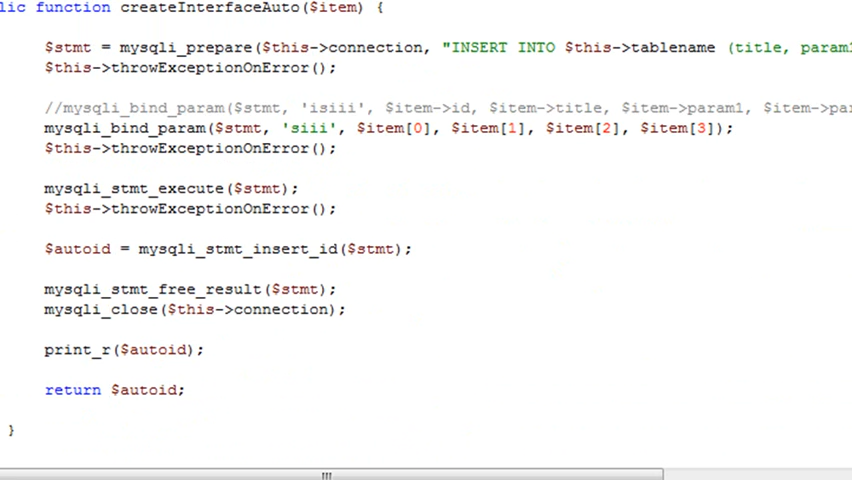 lic function createInterfaceAuto($item) {
$stmt = mysqli_prepare($this->connection, "INSERT INTO $this->tablename (title, param1
$this->throwExceptionOnError();
//mysqli_bind_param($stmt, 'isiii', $item->id, $item->title, $item->param1, $item->par
mysqli_bind_param($stmt, 'siii', $item[0], $item[1], $item[2], $item[3]);
$this->throwExceptionOnError();
mysqli_stmt_execute($stmt);
$this->throwExceptionOnError();
$autoid = mysqli_stmt_insert_id($stmt);
mysqli_stmt_free_result($stmt);
mysqli_close($this->connection);
print_r($autoid);
return $autoid;
}